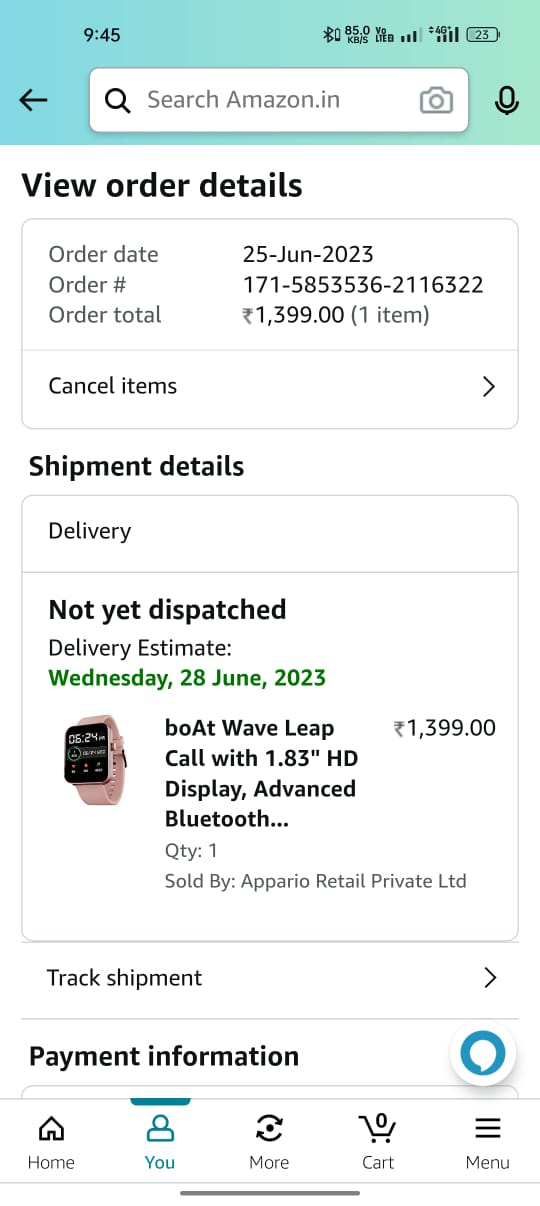 9:45
85.0 KB/S
Vo LTE
4G
23
Search Amazon.in
View order details
Order date 25-Jun-2023
Order # 171-5853536-2116322
Order total ₹1,399.00 (1 item)
Cancel items
Shipment details
Delivery
Not yet dispatched
Delivery Estimate:
Wednesday, 28 June, 2023
06:24
boAt Wave Leap ₹1,399.00
Call with 1.83" HD
Display, Advanced
Bluetooth...
Qty: 1
Sold By: Appario Retail Private Ltd
Track shipment
Payment information
0
Home You More Cart Menu